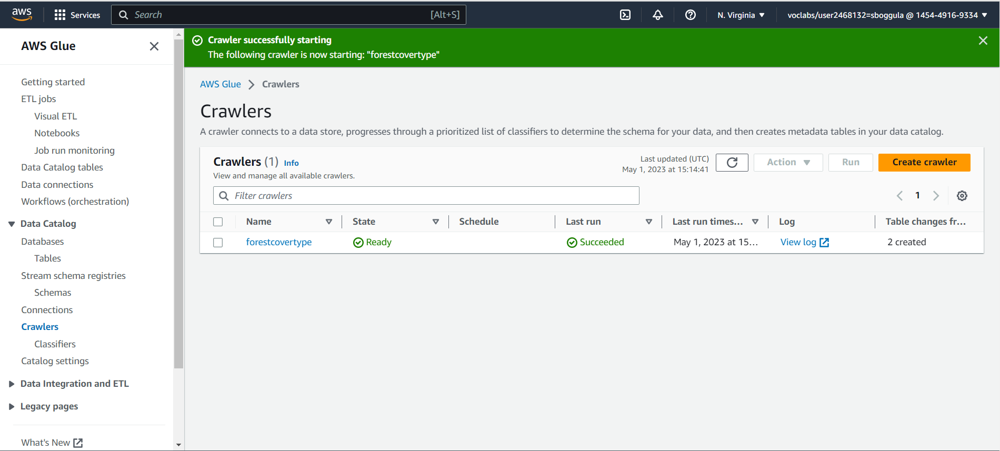 aws
Services
Search
[Alt+S]
N. Virginia
voclabs/user2468132=sboggula @ 1454-4916-9334
AWS Glue
Getting started
ETL jobs
Visual ETL
Notebooks
Job run monitoring
Data Catalog tables
Data connections
Workflows (orchestration)
Data Catalog
Databases
Tables
Stream schema registries
Schemas
Connections
Crawlers
Classifiers
Catalog settings
Data Integration and ETL
Legacy pages
What's New
Crawler successfully starting
The following crawler is now starting: "forestcovertype"
AWS Glue
Crawlers
Crawlers
A crawler connects to a data store, progresses through a prioritized list of classifiers to determine the schema for your data, and then creates metadata tables in your data catalog.
Crawlers (1) Info
View and manage all available crawlers.
Last updated (UTC)
May 1, 2023 at 15:14:41
Action
Run
Create crawler
Filter crawlers
1
Name
State
Schedule
Last run
Last run times...
Log
Table changes fr...
forestcovertype
Ready
Succeeded
May 1, 2023 at 15...
View log
2 created